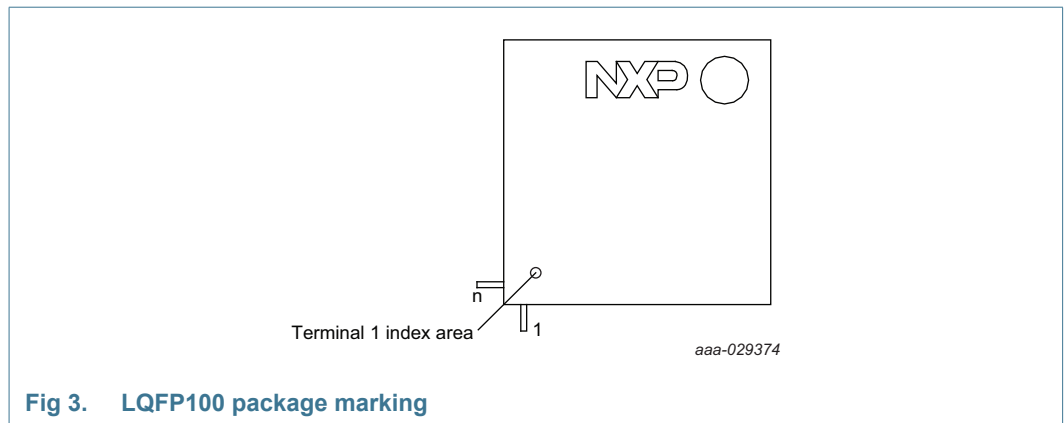 NXP
n
Terminal 1 index area
1
aaa-029374
Fig 3. LQFP100 package marking